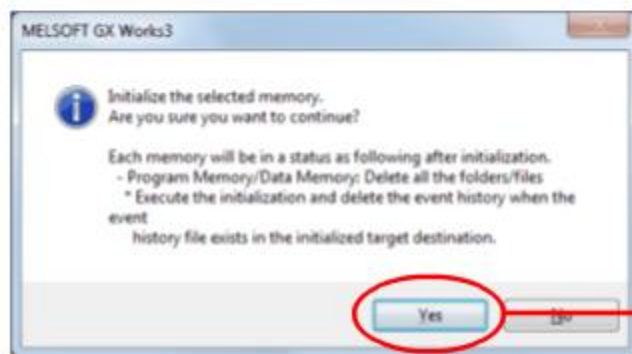 MELSOFT GX Works3
Initialize the selected memory.
Are you sure you want to continue?
Each memory will be in a status as following after initialization.
- Program Memory/Data Memory: Delete all the folders/files
* Execute the initialization and delete the event history when the
event
history file exists in the initialized target destination.
Yes
No